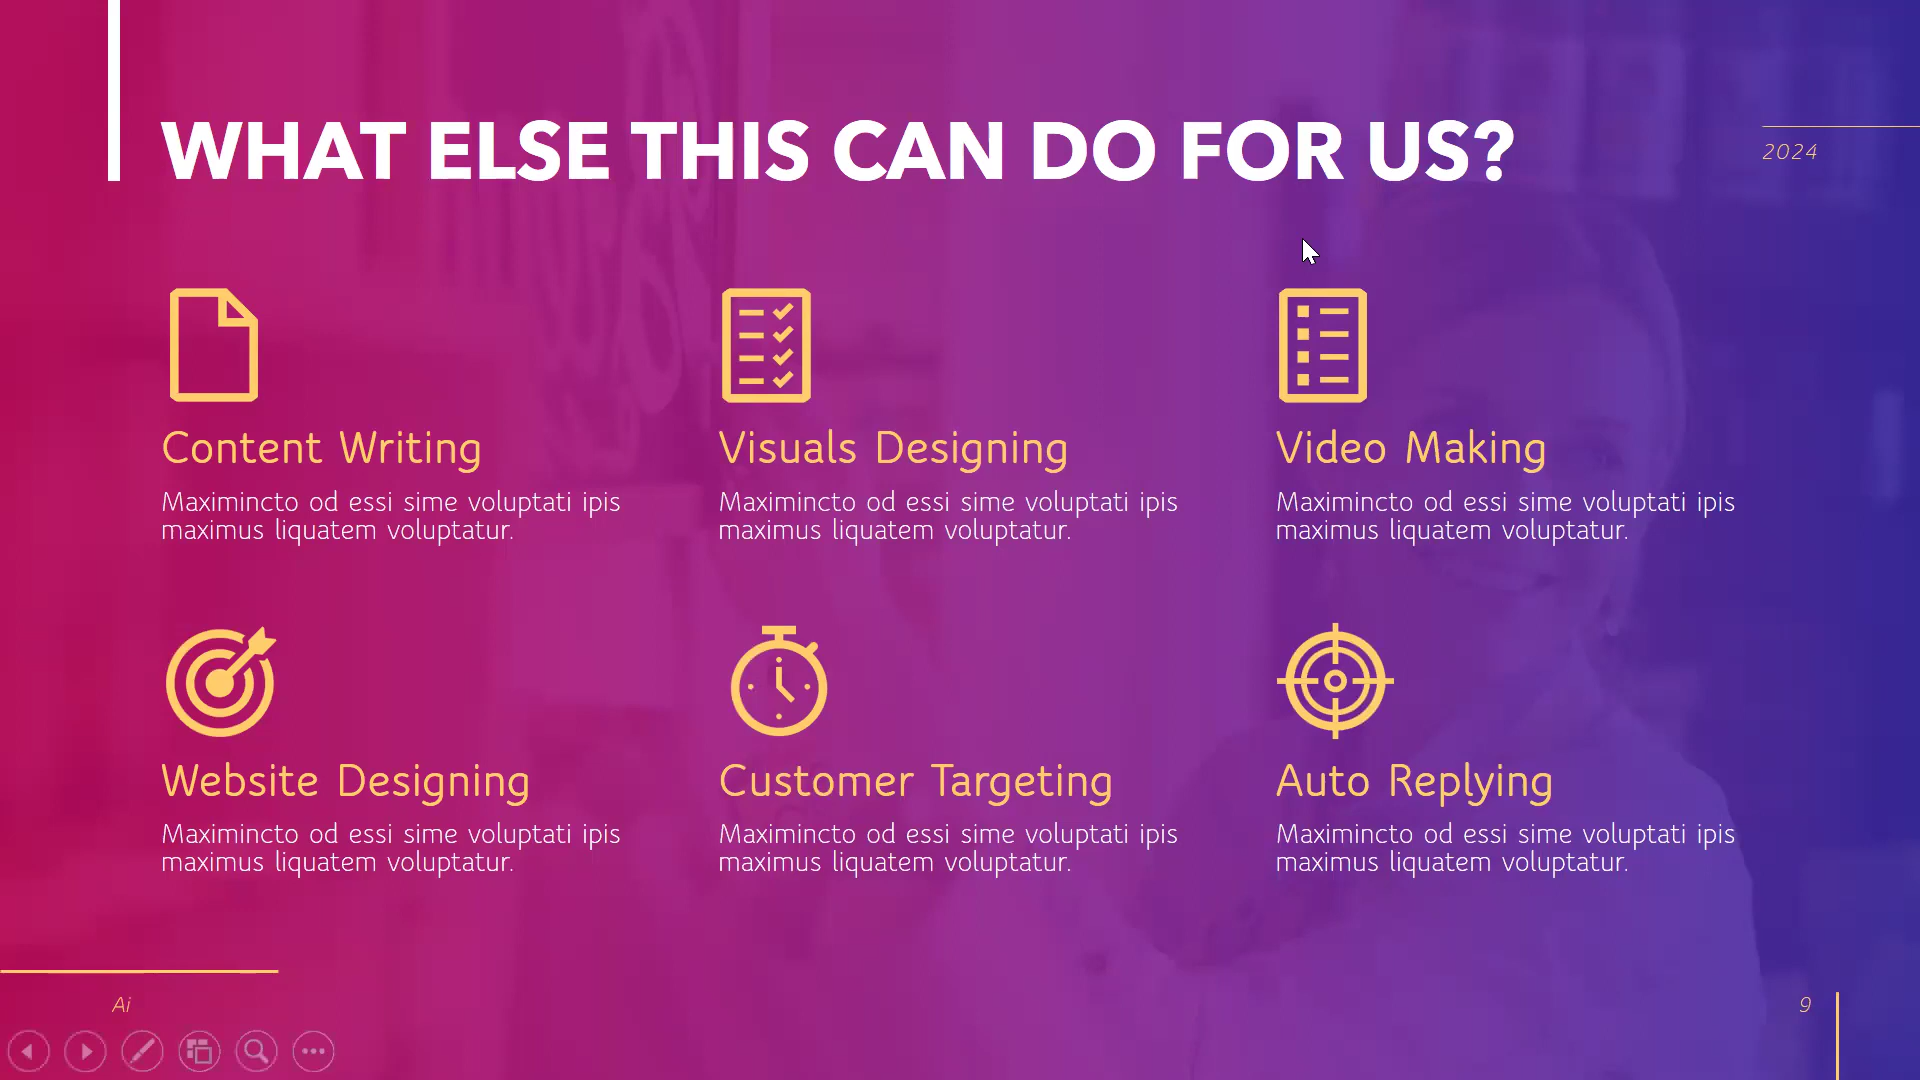 WHAT ELSE THIS CAN DO FOR US?
2024
Content Writing
Maximincto od essi sime voluptati ipis
maximus liquatem voluptatur.
Visuals Designing
Maximincto od essi sime voluptati ipis
maximus liquatem voluptatur.
Video Making
Maximincto od essi sime voluptati ipis
maximus liquatem voluptatur.
Website Designing
Maximincto od essi sime voluptati ipis
maximus liquatem voluptatur.
Customer Targeting
Maximincto od essi sime voluptati ipis
maximus liquatem voluptatur.
Auto Replying
Maximincto od essi sime voluptati ipis
maximus liquatem voluptatur.
Ai
9